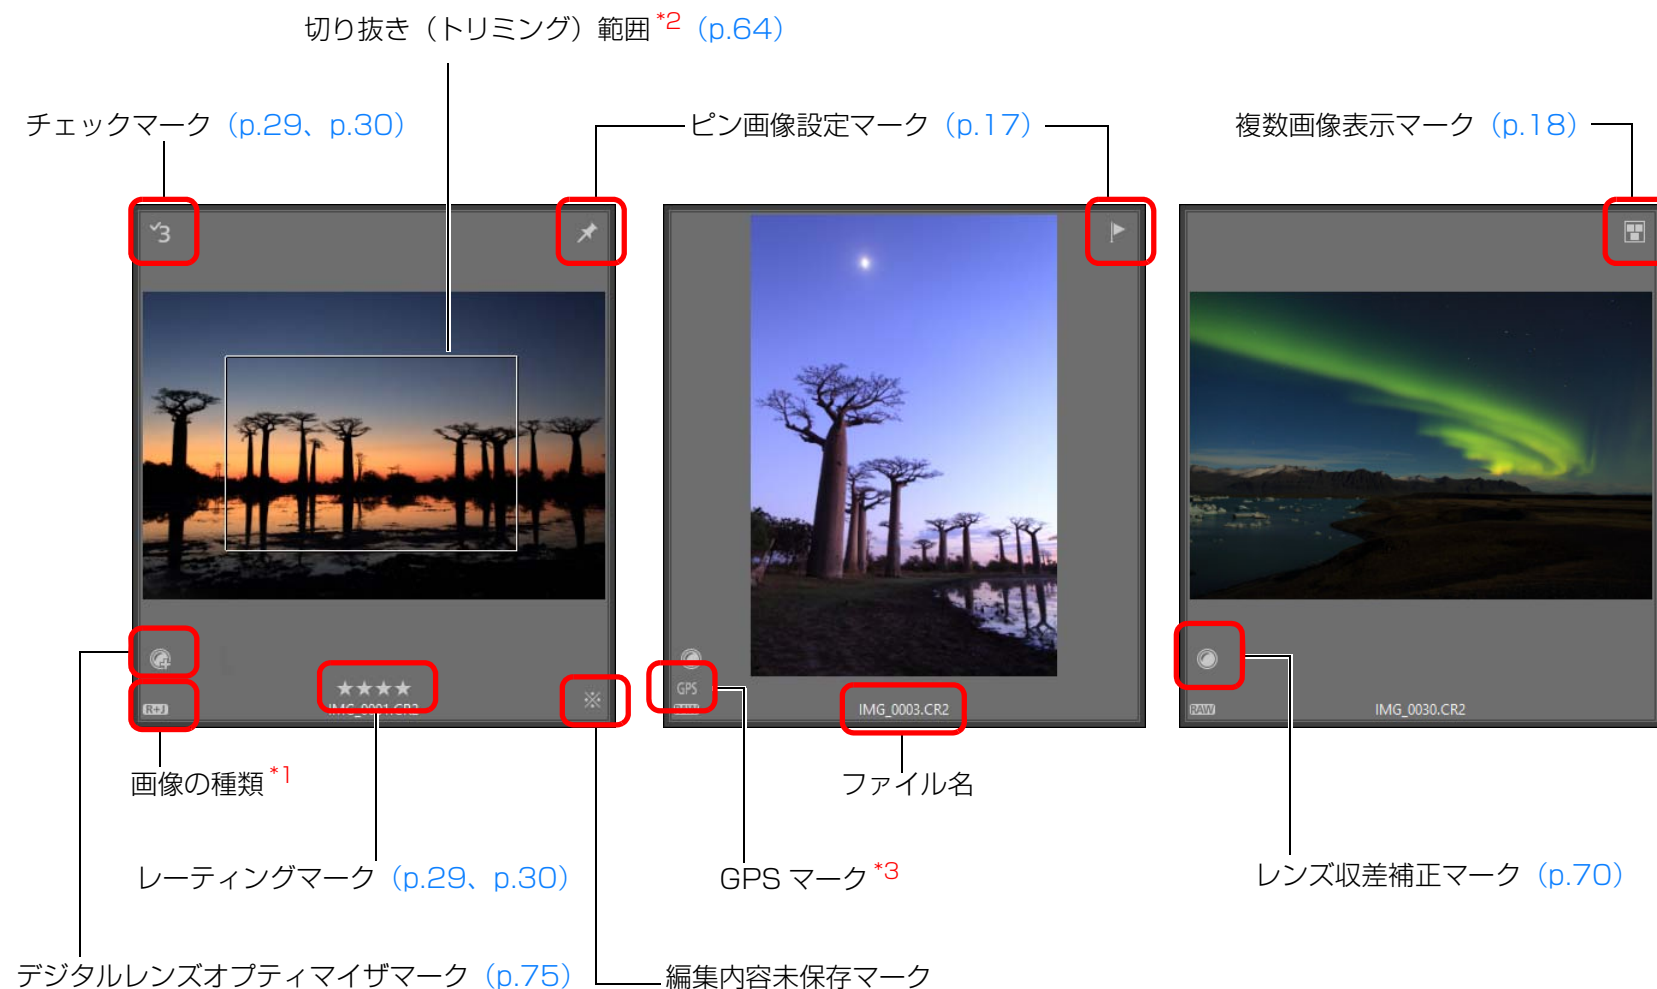 切り抜き（トリミング）範囲*2（p.64）
チェックマーク（p.29、p.30）
ピン画像設定マーク（p.17）
複数画像表示マーク（p.18）
3
R+J
★★★★
IMG_0001.CR2
※
GPS
IMG_0003.CR2
RAW
IMG_0030.CR2
画像の種類*1
ファイル名
レーティングマーク（p.29、p.30）
GPS マーク*3
レンズ収差補正マーク（p.70）
デジタルレンズオプティマイザマーク（p.75）
編集内容未保存マーク